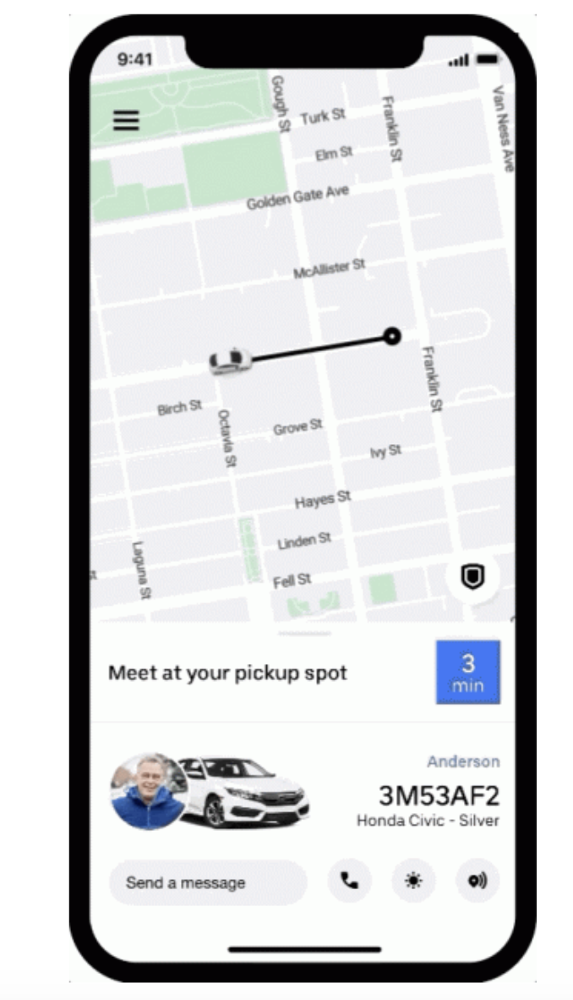 9:41
Gough St
Turk St
Franklin St
Van Ness Ave
Elm St
Golden Gate Ave
McAllister St
Franklin St
Birch St
Octavia St
Grove St
Ivy St
Hayes St
Linden St
Laguna St
Fell St
Meet at your pickup spot
3
min
Anderson
3M53AF2
Honda Civic - Silver
Send a message